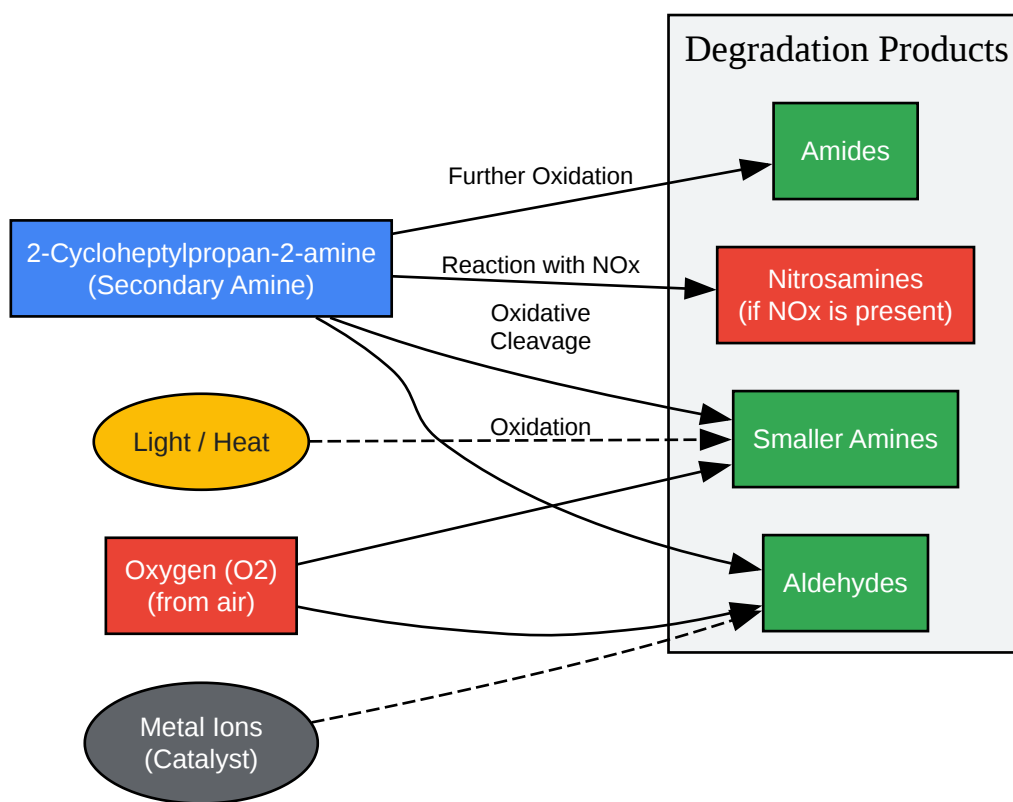 Degradation Products
Amides
Further Oxidation
2-Cycloheptylpropan-2-amine
(Secondary Amine)
Reaction with NOx
Nitrosamines
(if NOx is present)
Oxidative
Cleavage
Light / Heat
Oxidation
Smaller Amines
Oxygen (O2)
(from air)
Aldehydes
Metal Ions
(Catalyst)